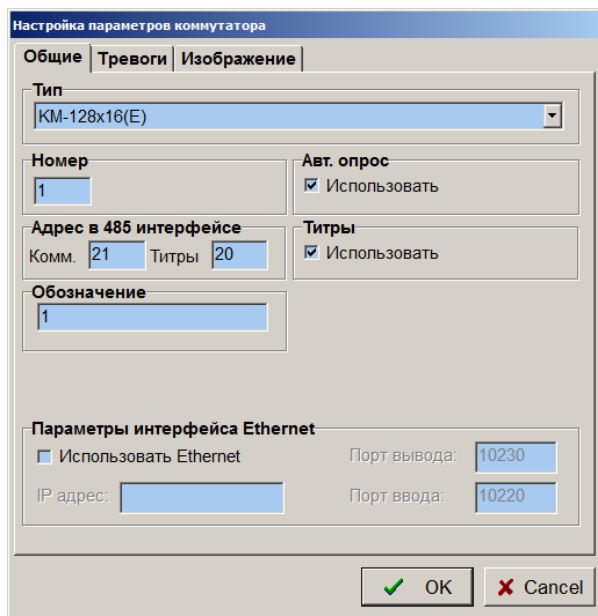 Настройка параметров коммутатора
Общие Тревоги Изображение
Тип
КМ-128x16(E)
Номер Авт. опрос
1 Использовать
Адрес в 485 интерфейсе Титры
Комм. 21 Титры 20 Использовать
Обозначение
1
Параметры интерфейса Ethernet
Использовать Ethernet Порт вывода: 10230
IP адрес: Порт ввода: 10220
OK Cancel